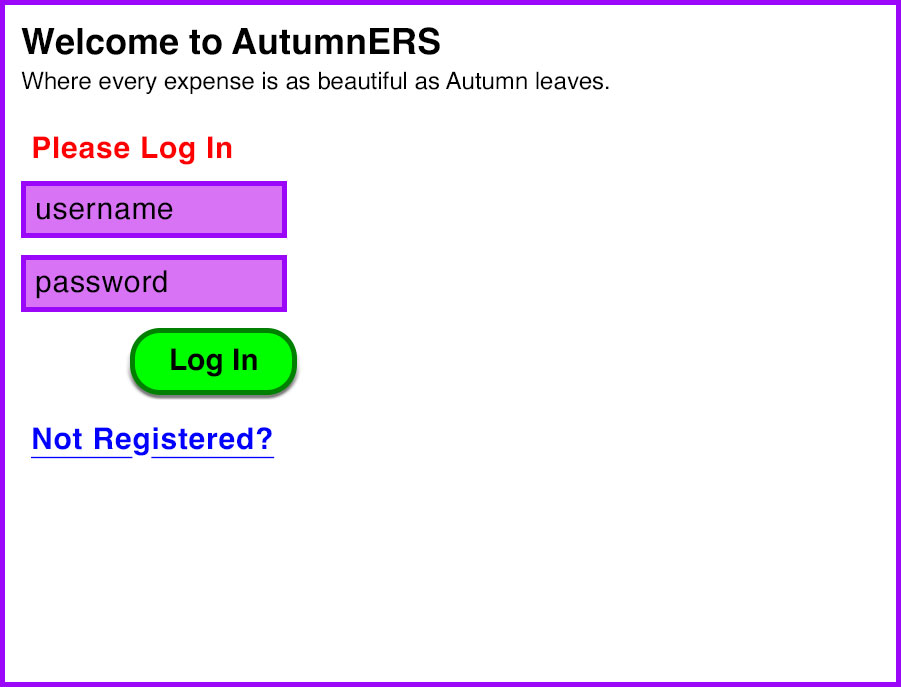 Welcome to AutumnERS
Where every expense is as beautiful as Autumn leaves.
Please Log In
username
password
Log In
Not Registered?